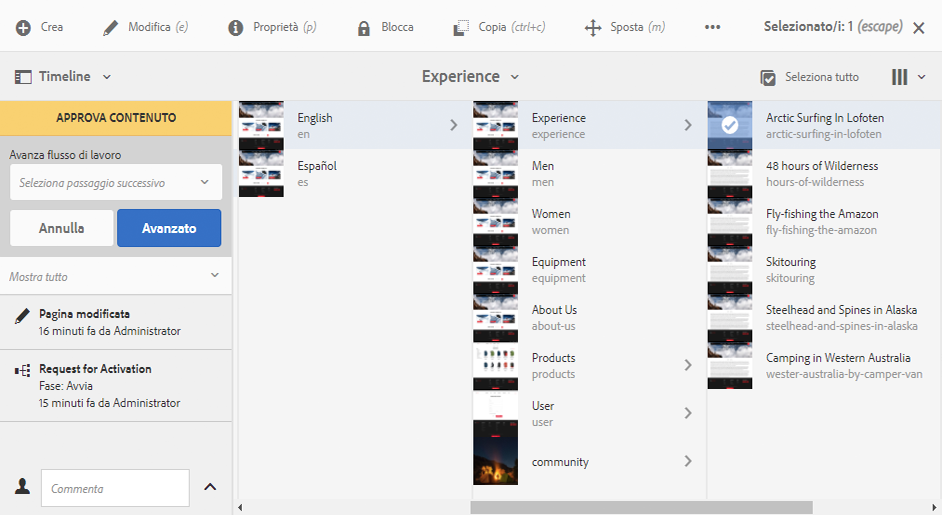 Crea
Modifica (e)
Proprietà (p)
Blocca
Copia (ctrl+c)
Sposta (m)
Selezionato/i: 1 (escape)
Timeline
Experience
Seleziona tutto
APPROVA CONTENUTO
Avanza flusso di lavoro
Seleziona passaggio successivo
Annulla
Avanzato
Mostra tutto
Pagina modificata
16 minuti fa da Administrator
Request for Activation
Fase: Avvia
15 minuti fa da Administrator
Commenta
English
en
Español
es
Experience
experience
Men
men
Women
women
Equipment
equipment
About Us
about-us
Products
products
User
user
community
Arctic Surfing In Lofoten
arctic-surfing-in-lofoten
48 hours of Wilderness
hours-of-wilderness
Fly-fishing the Amazon
fly-fishing-the-amazon
Skitouring
skitouring
Steelhead and Spines in Alaska
steelhead-and-spines-in-alaska
Camping in Western Australia
wester-australia-by-camper-van